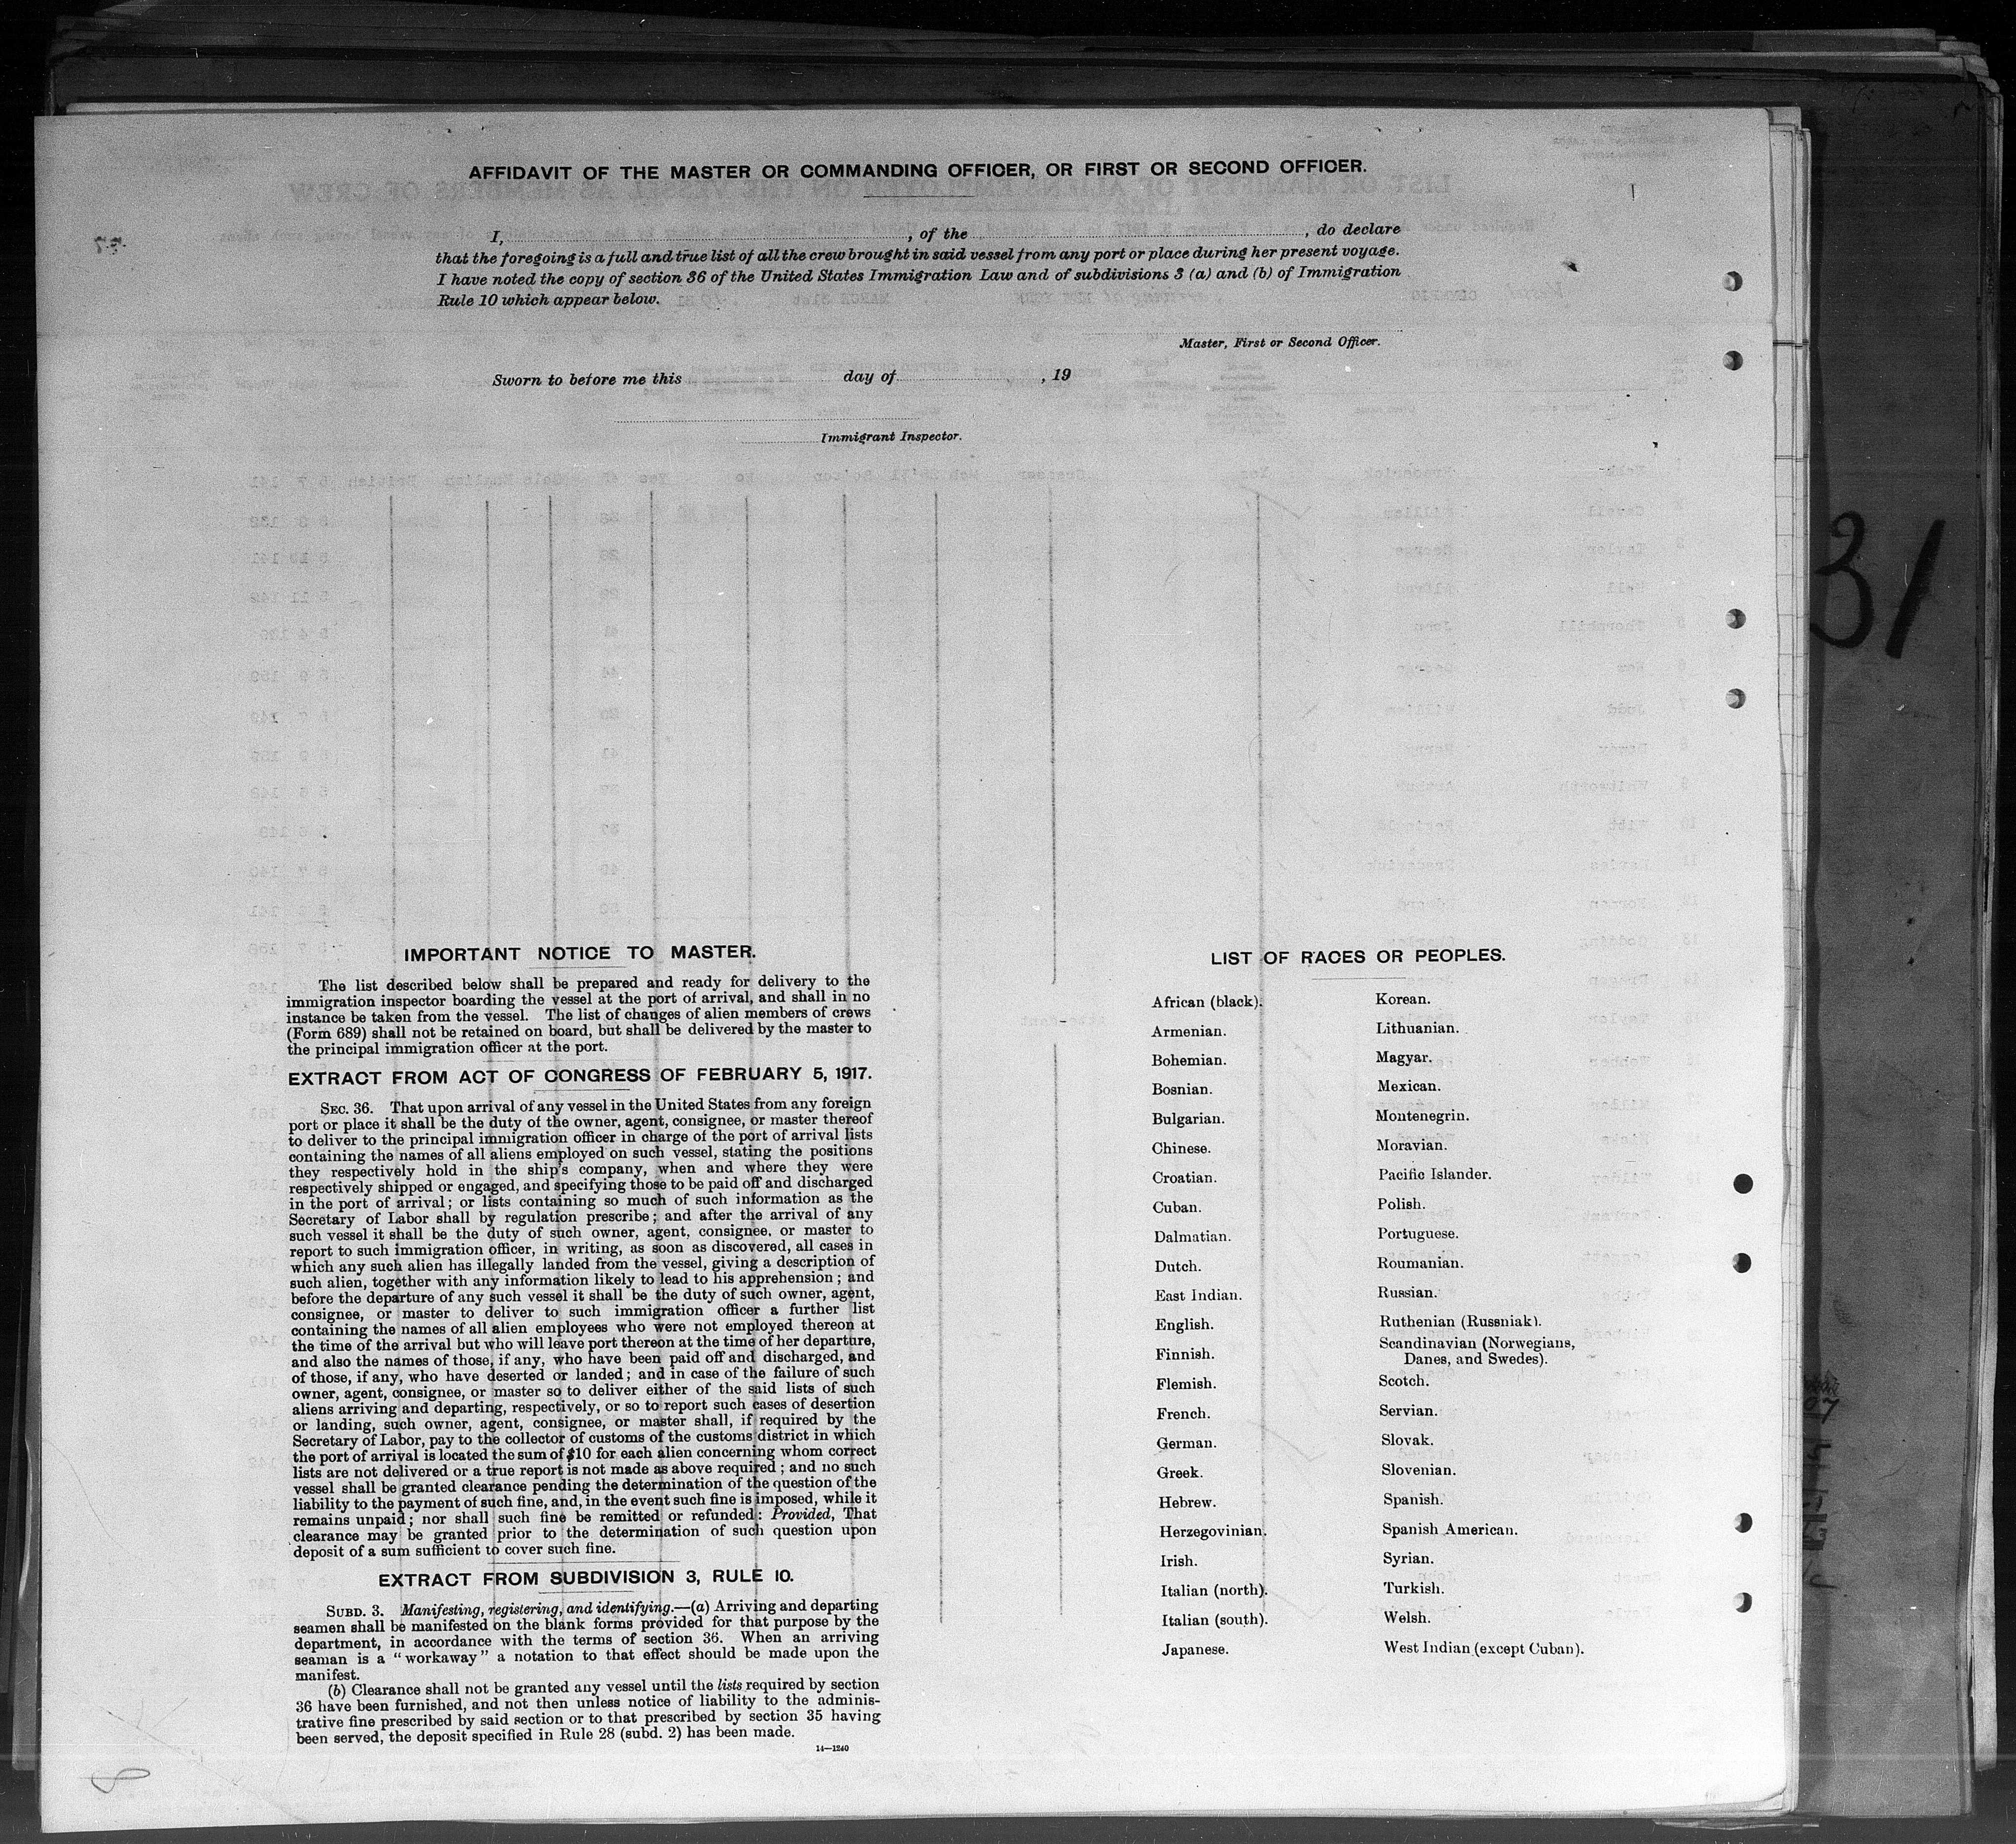 AFFIDAVIT OF THE MASTER OR COMMANDING OFFICER, OR FIRST OR SECOND OFFICER.
I, , of the , do declare
that the foregoing is a full and true list of all the crew brought in said vessel from any port or place during her present voyage.
I have noted the copy of section 36 of the United States Immigration Law and of subdivisions 3 (a) and (b) of Immigration
Rule 10 which appear below.
Master, First or Second Officer.
Sworn to before me this day of , 19
Immigrant Inspector.
31
IMPORTANT NOTICE TO MASTER.
The list described below shall be prepared and ready for delivery to the
immigration inspector boarding the vessel at the port of arrival, and shall in no
instance be taken from the vessel. The list of changes of alien members of crews
(Form 689) shall not be retained on board, but shall be delivered by the master to
the principal immigration officer at the port.
EXTRACT FROM ACT OF CONGRESS OF FEBRUARY 5, 1917.
SEC. 36. That upon arrival of any vessel in the United States from any foreign
port or place it shall be the duty of the owner, agent, consignee, or master thereof
to deliver to the principal immigration officer in charge of the port of arrival lists
containing the names of all aliens employed on such vessel, stating the positions
they respectively hold in the ship's company, when and where they were
respectively shipped or engaged, and specifying those to be paid off and discharged
in the port of arrival; or lists containing so much of such information as the
Secretary of Labor shall by regulation prescribe; and after the arrival of any
such vessel it shall be the duty of such owner, agent, consignee, or master to
report to such immigration officer, in writing, as soon as discovered, all cases in
which any such alien has illegally landed from the vessel, giving a description of
such alien, together with any information likely to lead to his apprehension; and
before the departure of any such vessel it shall be the duty of such owner, agent,
consignee, or master to deliver to such immigration officer a further list
containing the names of all alien employees who were not employed thereon at
the time of the arrival but who will leave port thereon at the time of her departure,
and also the names of those, if any, who have been paid off and discharged, and
of those, if any, who have deserted or landed; and in case of the failure of such
owner, agent, consignee, or master so to deliver either of the said lists of such
aliens arriving and departing, respectively, or so to report such cases of desertion
or landing, such owner, agent, consignee, or master shall, if required by the
Secretary of Labor, pay to the collector of customs of the customs district in which
the port of arrival is located the sum of $10 for each alien concerning whom correct
lists are not delivered or a true report is not made as above required; and no such
vessel shall be granted clearance pending the determination of the question of the
liability to the payment of such fine, and, in the event such fine is imposed, while it
remains unpaid; nor shall such fine be remitted or refunded: Provided, That
clearance may be granted prior to the determination of such question upon
deposit of a sum sufficient to cover such fine.
EXTRACT FROM SUBDIVISION 3, RULE 10.
SUBD. 3. Manifesting, registering, and identifying.—(a) Arriving and departing
seamen shall be manifested on the blank forms provided for that purpose by the
department, in accordance with the terms of section 36. When an arriving
seaman is a "workaway" a notation to that effect should be made upon the
manifest.
(b) Clearance shall not be granted any vessel until the lists required by section
36 have been furnished, and not then unless notice of liability to the adminis-
trative fine prescribed by said section or to that prescribed by section 35 having
been served, the deposit specified in Rule 28 (subd. 2) has been made.
14—1240
8
LIST OF RACES OR PEOPLES.
African (black).
Armenian.
Bohemian.
Bosnian.
Bulgarian.
Chinese.
Croatian.
Cuban.
Dalmatian.
Dutch.
East Indian.
English.
Finnish.
Flemish.
French.
German.
Greek.
Hebrew.
Herzegovinian.
Irish.
Italian (north).
Italian (south).
Japanese.
Korean.
Lithuanian.
Magyar.
Mexican.
Montenegrin.
Moravian.
Pacific Islander.
Polish.
Portuguese.
Roumanian.
Russian.
Ruthenian (Russniak).
Scandinavian (Norwegians,
Danes, and Swedes).
Scotch.
Servian.
Slovak.
Slovenian.
Spanish.
Spanish American.
Syrian.
Turkish.
Welsh.
West Indian (except Cuban).